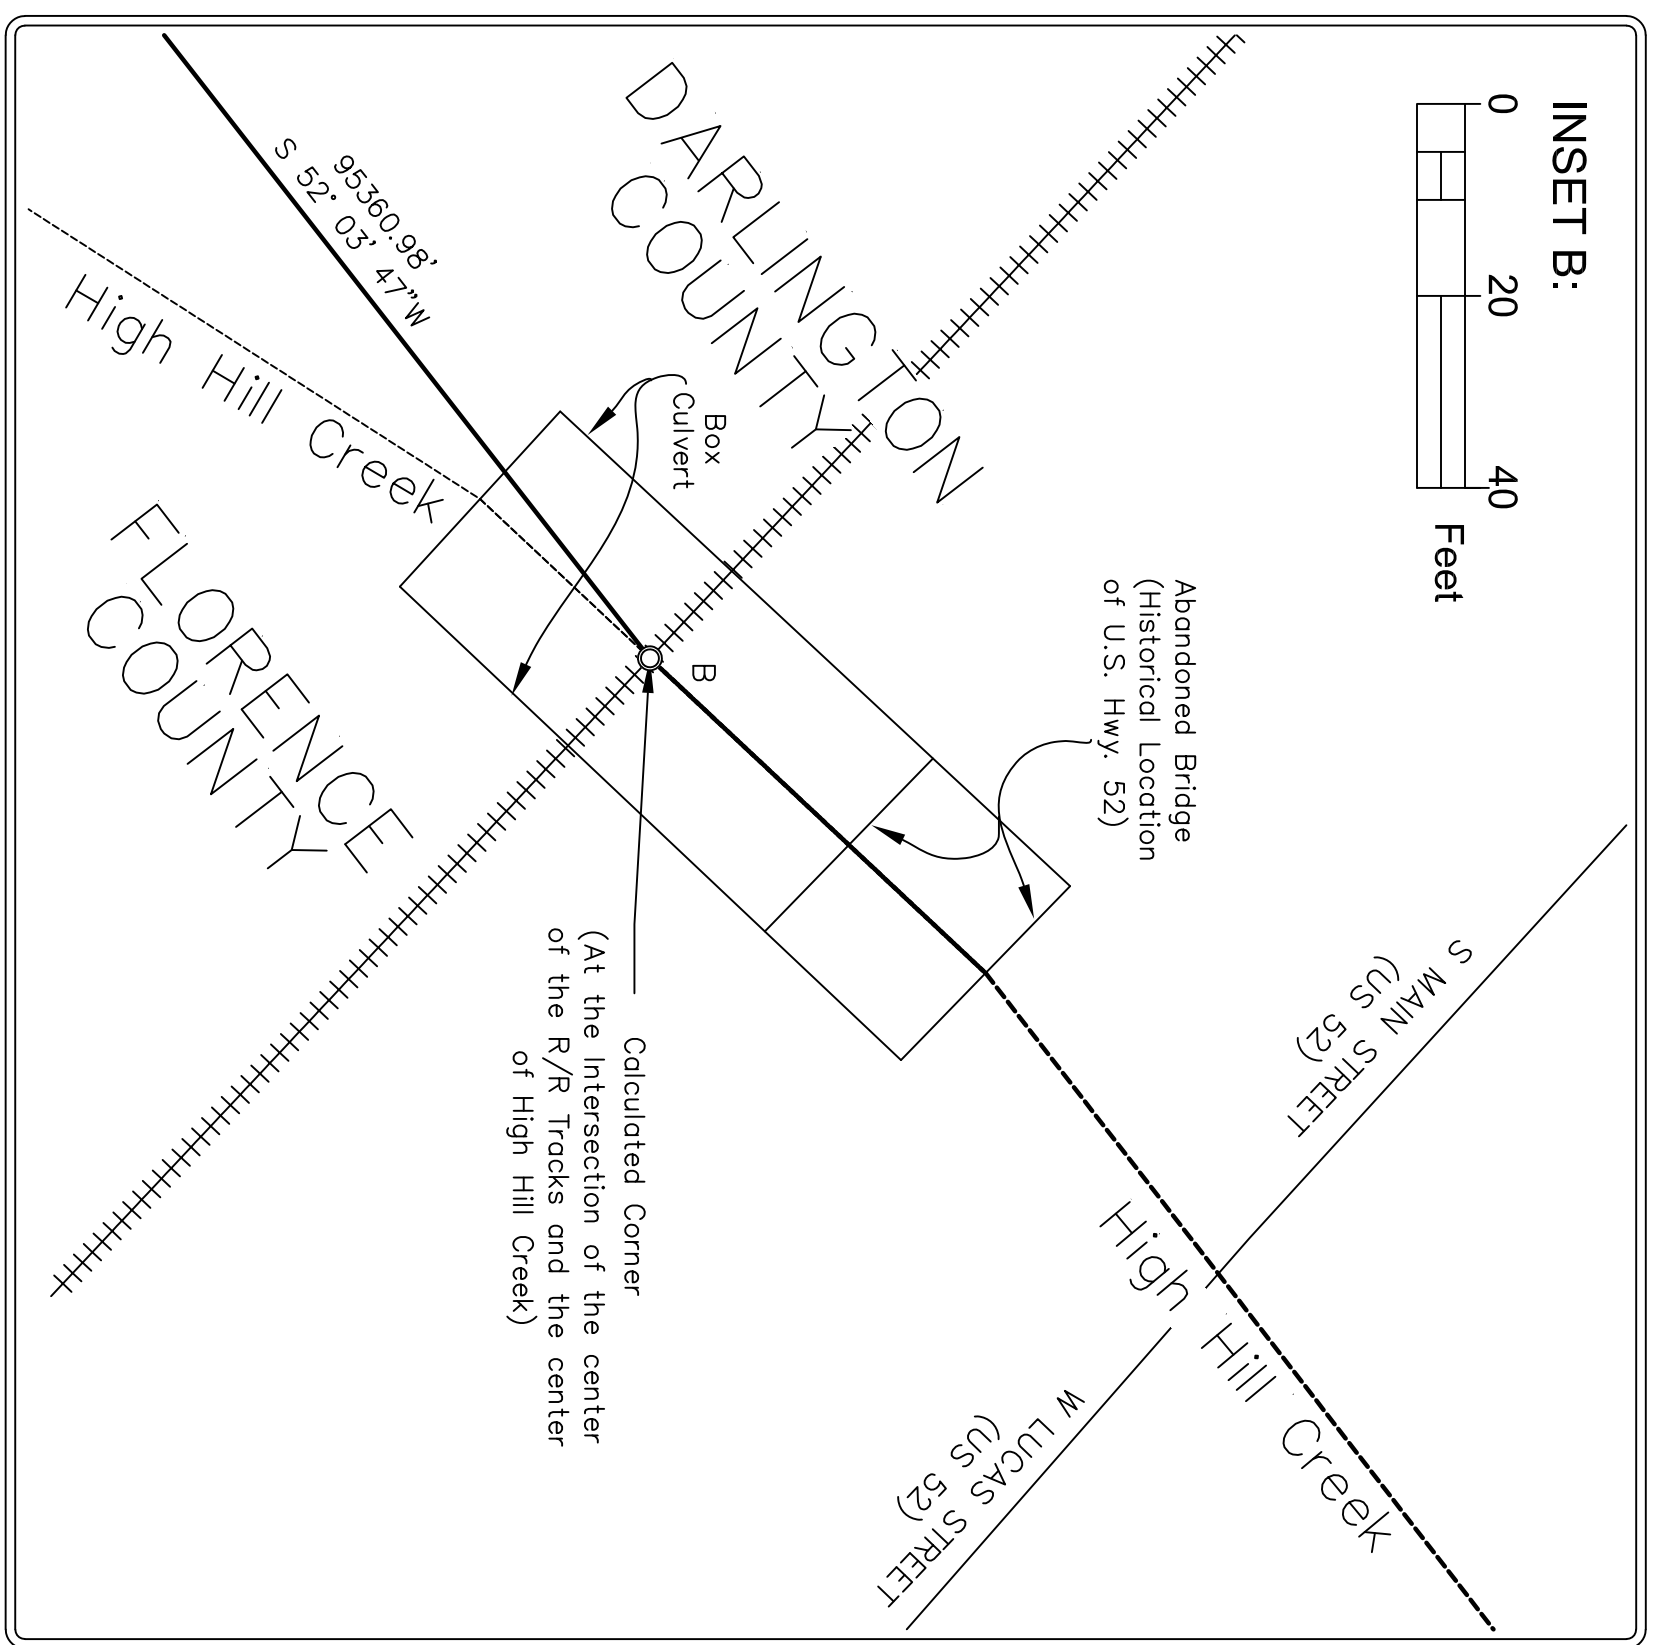 INSET B:
0 20 40
Feet
Abandoned Bridge
(Historical Location
of U.S. Hwy. 52)
S MAIN STREET
(US 52)
DARLINGTON
COUNTY
Box
Culvert
B
95360.98'
S 52° 03' 47"W
High Hill Creek
High Hill Creek
W LUCAS STREET
(US 52)
FLORENCE
COUNTY
Calculated Corner
(At the Intersection of the center
of the R/R Tracks and the center
of High Hill Creek)